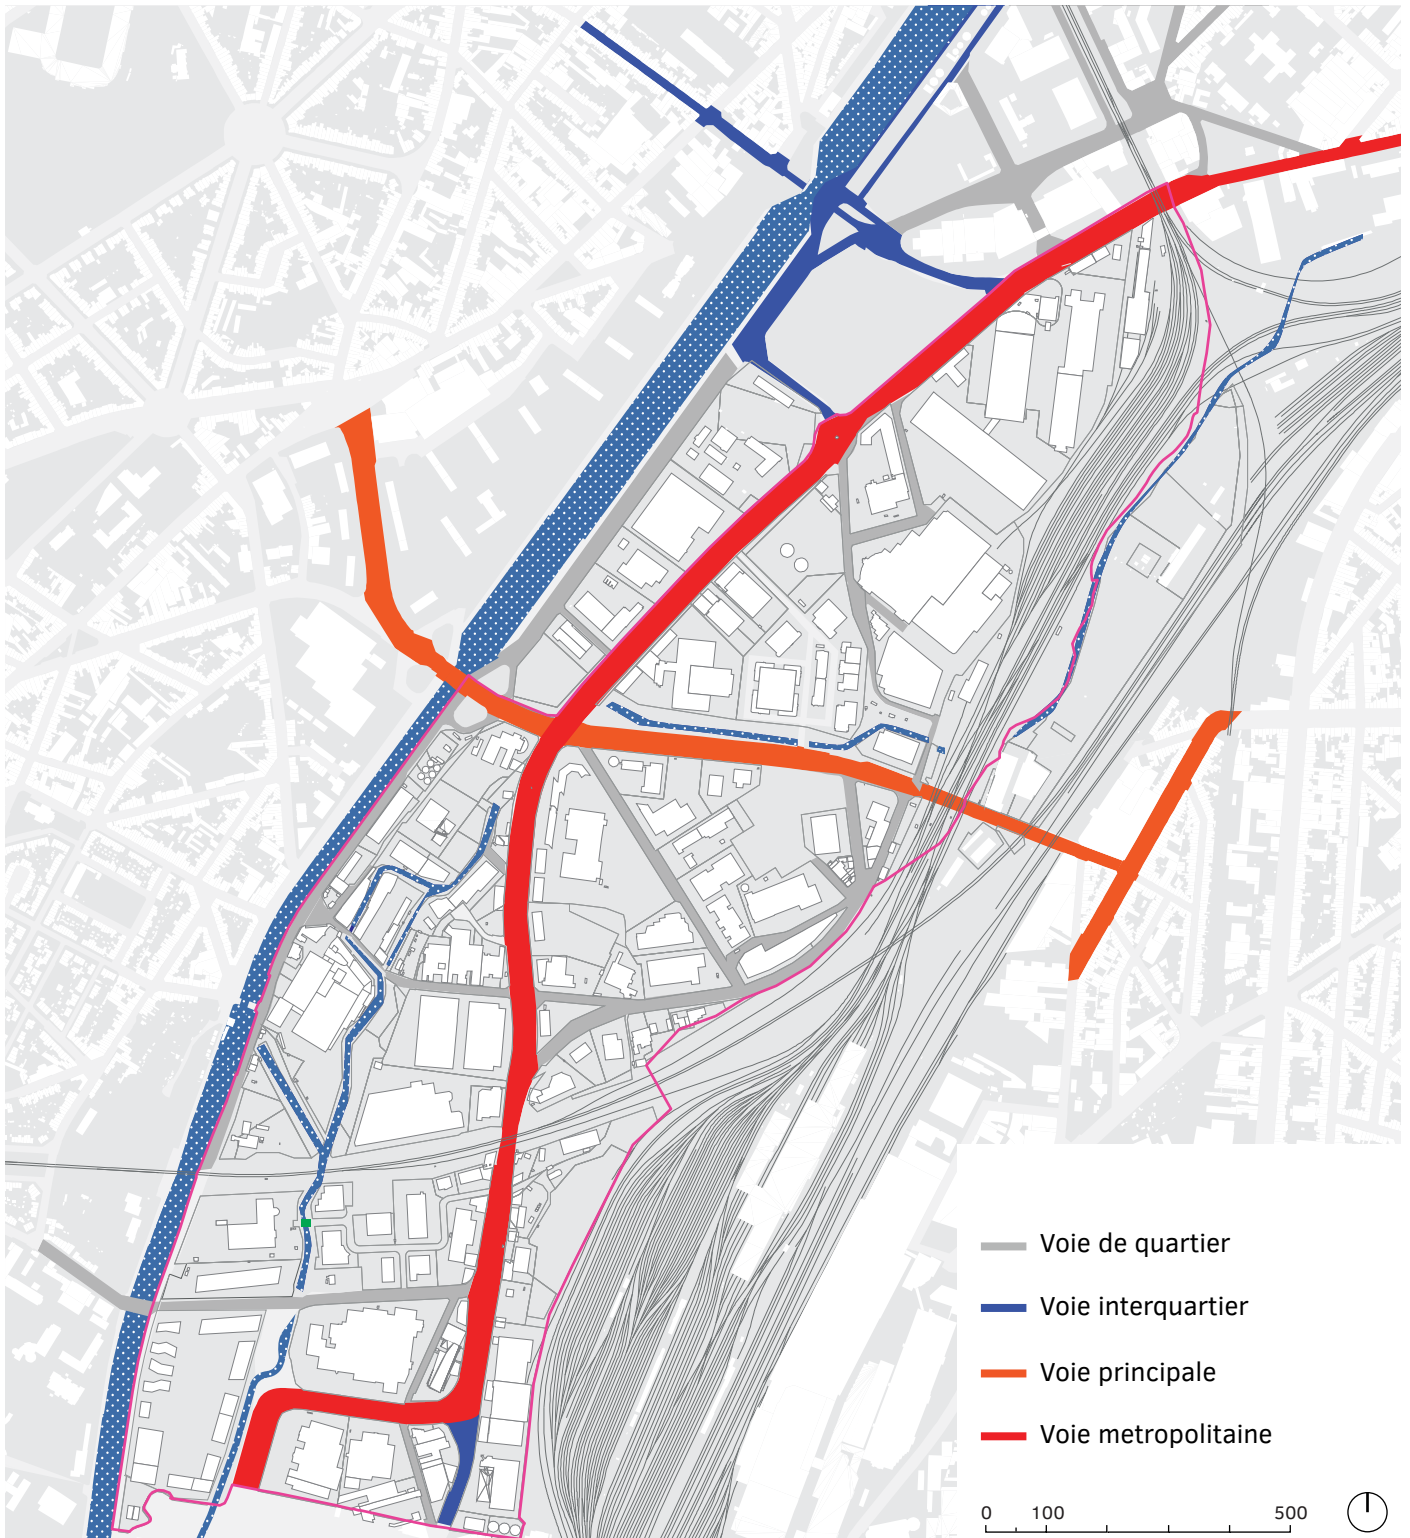 Voie de quartier
Voie interquartier
Voie principale
Voie metropolitaine
0 100 500